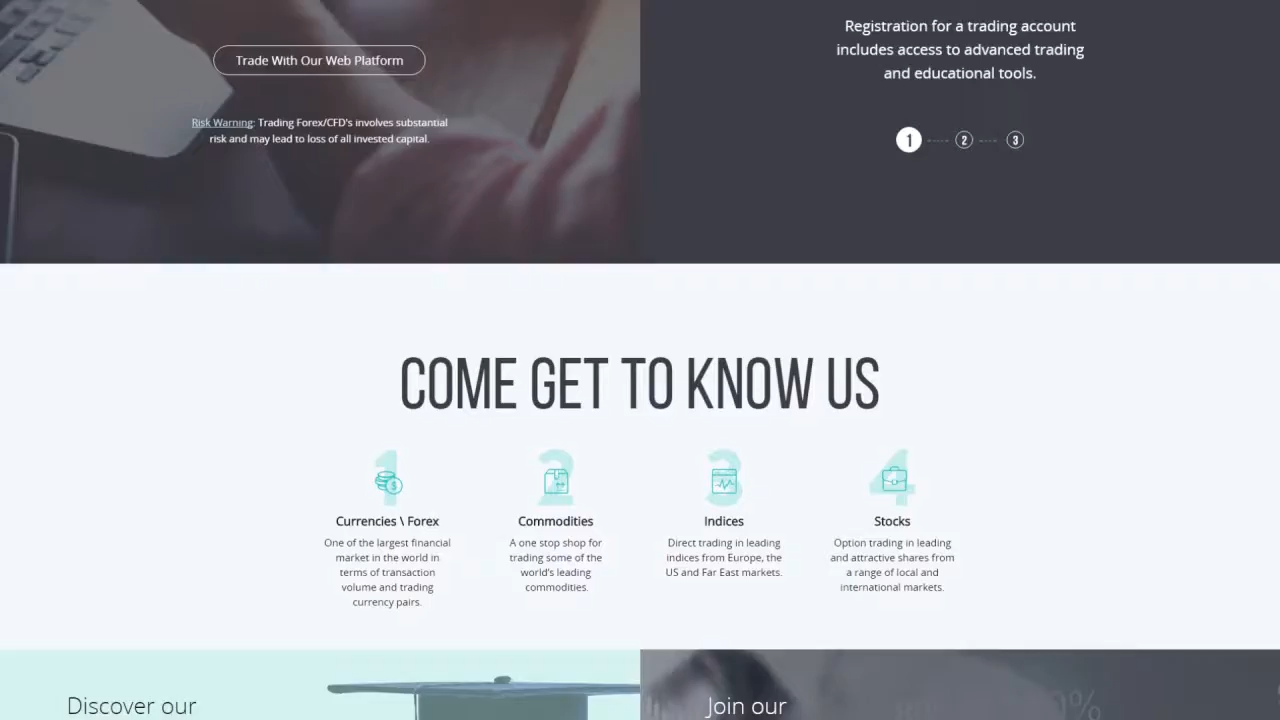 Trade With Our Web Platform
Risk Warning: Trading Forex/CFD's involves substantial
risk and may lead to loss of all invested capital.
Registration for a trading account
includes access to advanced trading
and educational tools.
1
2
3
COME GET TO KNOW US
1
2
3
4
Currencies \ Forex
One of the largest financial
market in the world in
terms of transaction
volume and trading
currency pairs.
Commodities
A one stop shop for
trading some of the
world's leading
commodities.
Indices
Direct trading in leading
indices from Europe, the
US and Far East markets.
Stocks
Option trading in leading
and attractive shares from
a range of local and
international markets.
Discover our
Join our